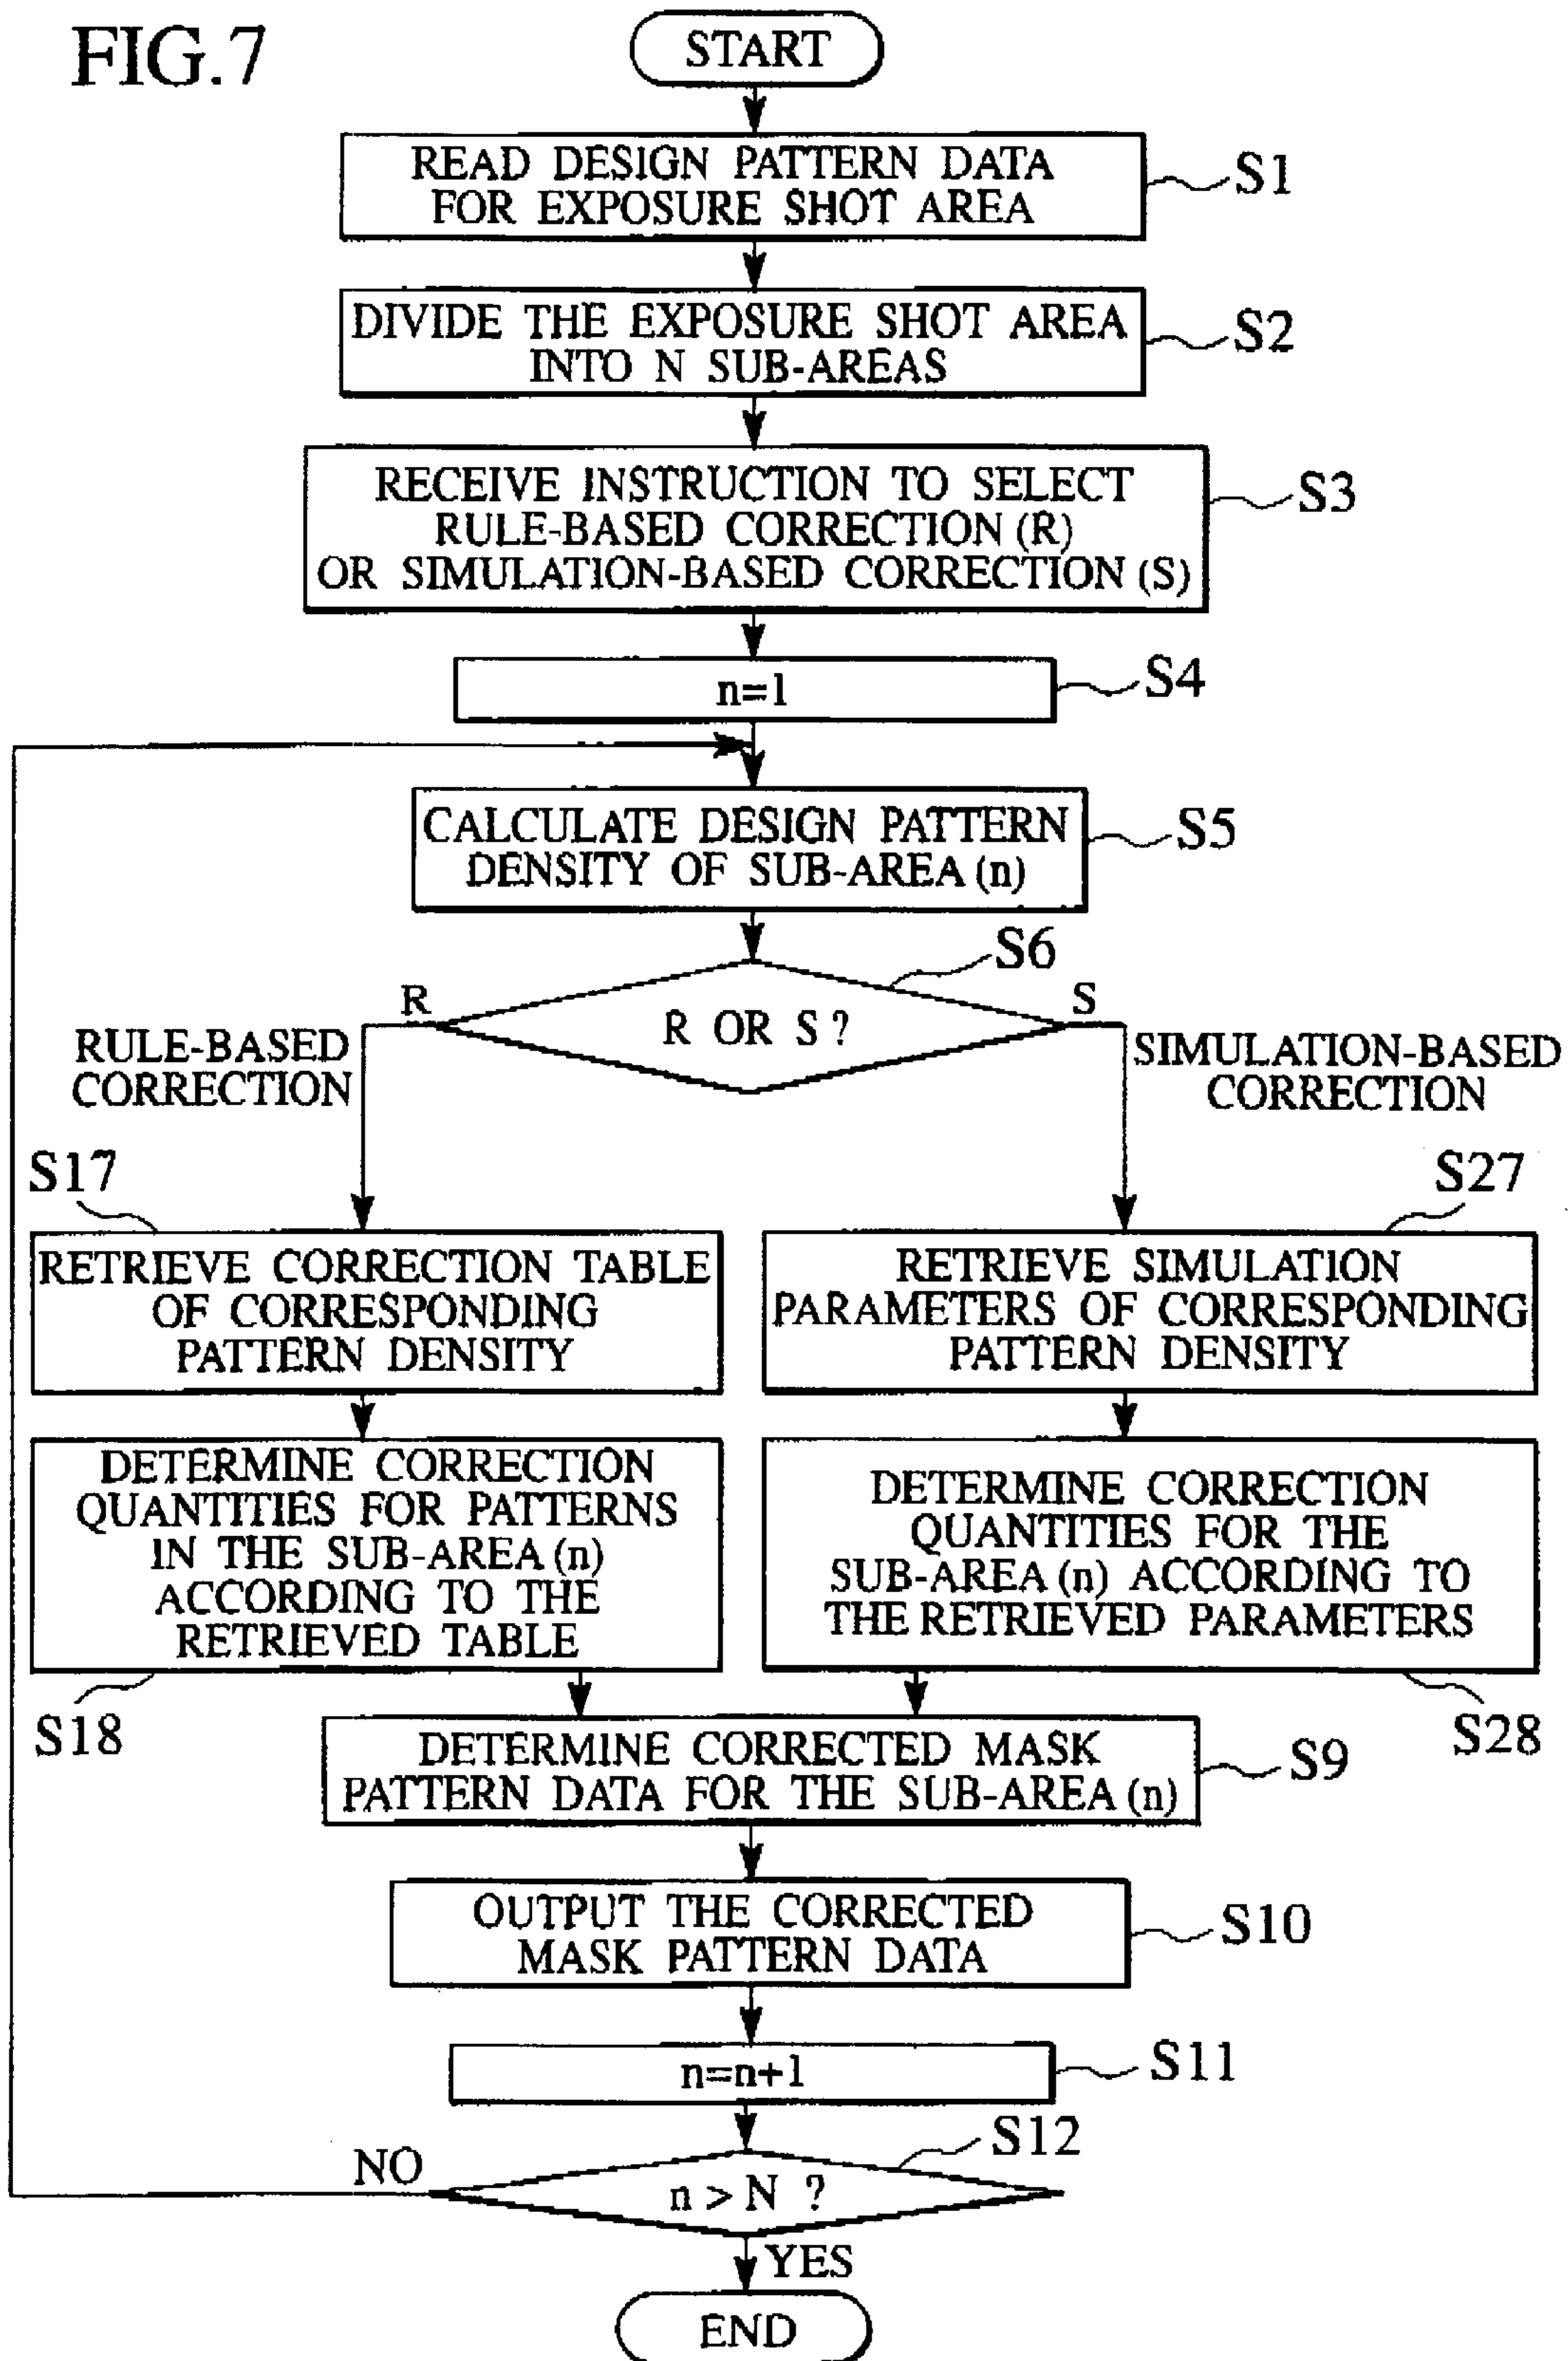 FIG.7
START
READ DESIGN PATTERN DATA
FOR EXPOSURE SHOT AREA
S1
DIVIDE THE EXPOSURE SHOT AREA
INTO N SUB-AREAS
S2
RECEIVE INSTRUCTION TO SELECT
RULE-BASED CORRECTION (R)
OR SIMULATION-BASED CORRECTION (S)
S3
n=1
S4
CALCULATE DESIGN PATTERN
DENSITY OF SUB-AREA (n)
S5
S6
R
R OR S ?
S
RULE-BASED
CORRECTION
SIMULATION-BASED
CORRECTION
S17
RETRIEVE CORRECTION TABLE
OF CORRESPONDING
PATTERN DENSITY
S27
RETRIEVE SIMULATION
PARAMETERS OF CORRESPONDING
PATTERN DENSITY
DETERMINE CORRECTION
QUANTITIES FOR PATTERNS
IN THE SUB-AREA (n)
ACCORDING TO THE
RETRIEVED TABLE
S18
DETERMINE CORRECTION
QUANTITIES FOR THE
SUB-AREA (n) ACCORDING TO
THE RETRIEVED PARAMETERS
S28
DETERMINE CORRECTED MASK
PATTERN DATA FOR THE SUB-AREA (n)
S9
OUTPUT THE CORRECTED
MASK PATTERN DATA
S10
n=n+1
S11
S12
NO
n > N ?
YES
END